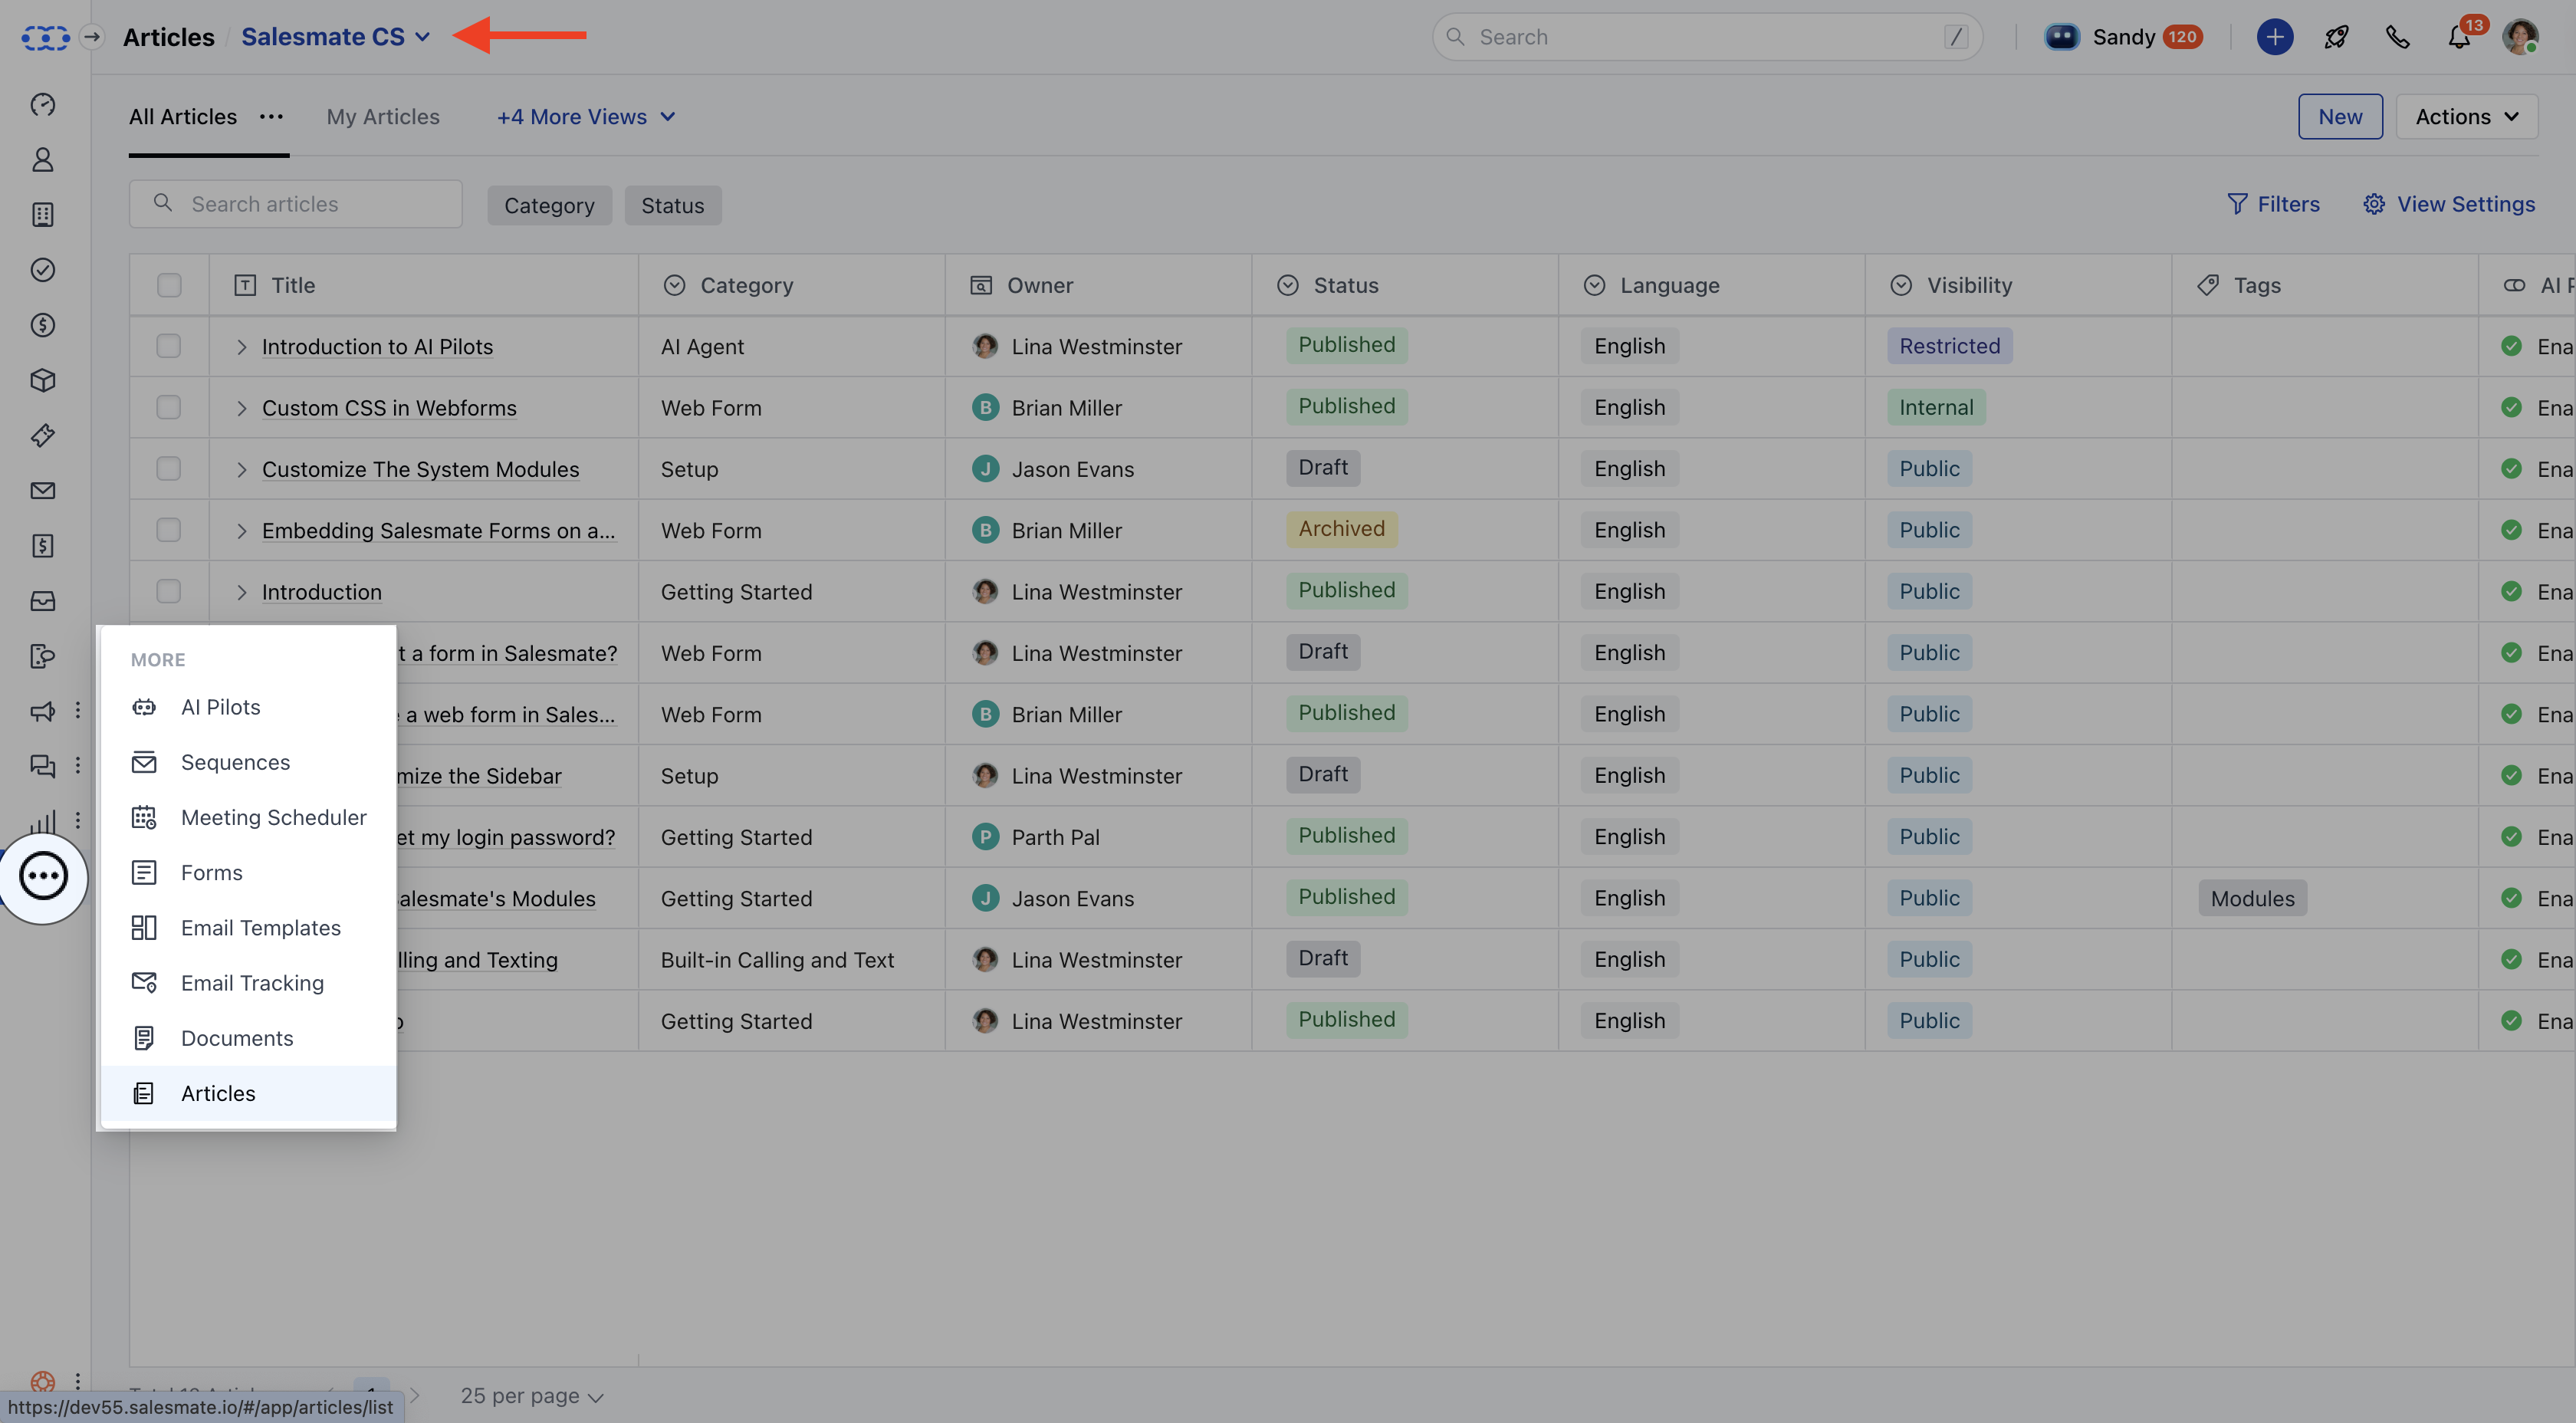 Articles / Salesmate CS
Search /
Sandy 120
13
All Articles ••• My Articles +4 More Views
New Actions
Search articles Category Status
Filters View Settings
Title Category Owner Status Language Visibility Tags AI
Introduction to AI Pilots AI Agent Lina Westminster Published English Restricted Ena
Custom CSS in Webforms Web Form B Brian Miller Published English Internal Ena
Customize The System Modules Setup J Jason Evans Draft English Public Ena
Embedding Salesmate Forms on a... Web Form B Brian Miller Archived English Public Ena
Introduction Getting Started Lina Westminster Published English Public Ena
t a form in Salesmate? Web Form Lina Westminster Draft English Public Ena
a web form in Sales... Web Form B Brian Miller Published English Public Ena
mize the Sidebar Setup Lina Westminster Draft English Public Ena
et my login password? Getting Started P Parth Pal Published English Public Ena
alesmate's Modules Getting Started J Jason Evans Published English Public Modules Ena
lling and Texting Built-in Calling and Text Lina Westminster Draft English Public Ena
Getting Started Lina Westminster Published English Public Ena
MORE
AI Pilots
Sequences
Meeting Scheduler
Forms
Email Templates
Email Tracking
Documents
Articles
25 per page
https://dev55.salesmate.io/#/app/articles/list